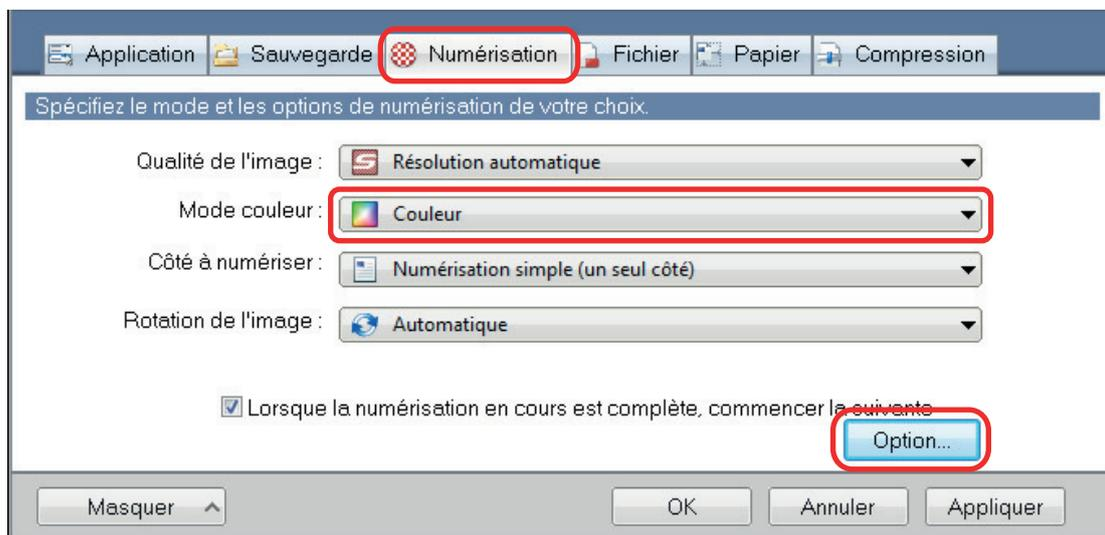 Application Sauvegarde Numérisation Fichier Papier Compression
Spécifiez le mode et les options de numérisation de votre choix.
Qualité de l'image : Résolution automatique
Mode couleur : Couleur
Côté à numériser : Numérisation simple (un seul côté)
Rotation de l'image : Automatique
Lorsque la numérisation en cours est complète, commencer la suivante
Option...
Masquer OK Annuler Appliquer